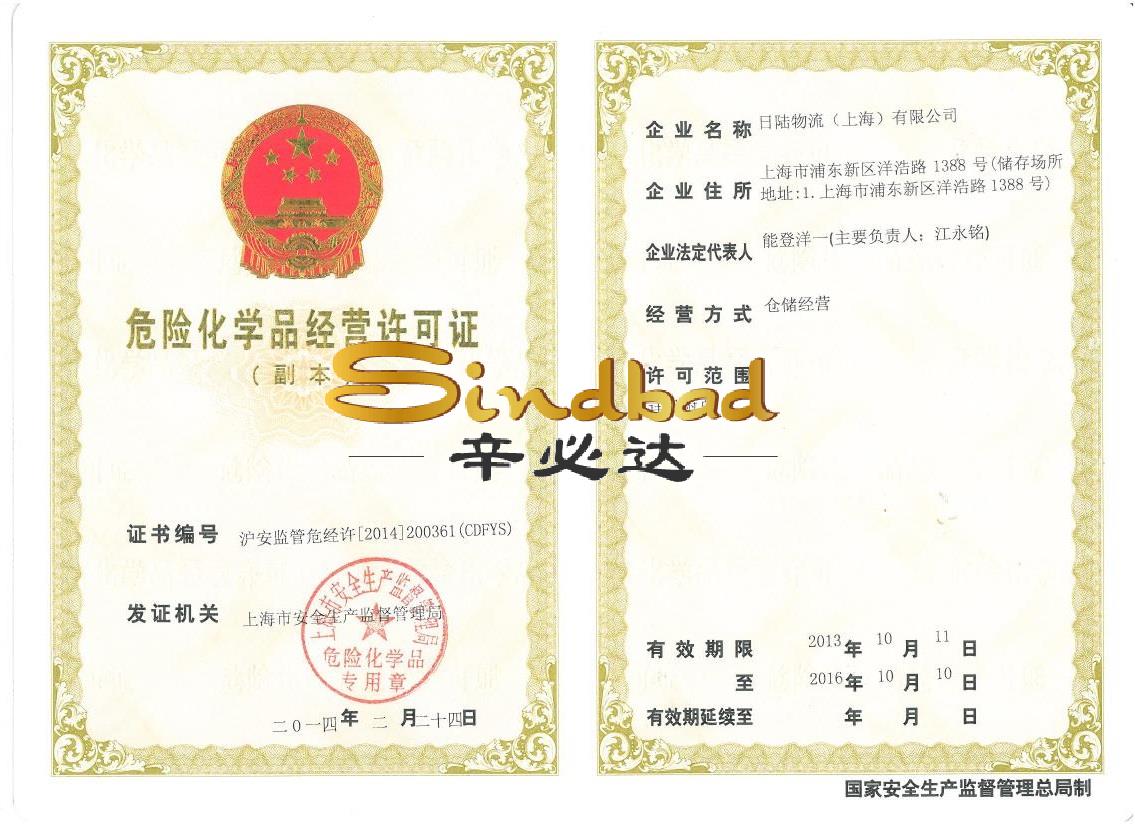 危险化学品经营许可证
(副本
证书编号 沪安监管危经许[2014]200361(CDFYS)
发证机关 上海市安全生产监督管理局
上海市安全生产监督管理局
危险化学品
专用章
二0一四年 二 月二十四日
Sindbad
辛必达
企业名称 日陆物流（上海）有限公司
企业住所 上海市浦东新区洋浩路 1388 号(储存场所
地址:1.上海市浦东新区洋浩路 1388 号)
企业法定代表人 能登洋一(主要负责人：江永铭)
经营方式 仓储经营
许可范围
有效期限 2013年 10 月 11 日
至 2016年 10 月 10 日
有效期延续至 年 月 日
国家安全生产监督管理总局制